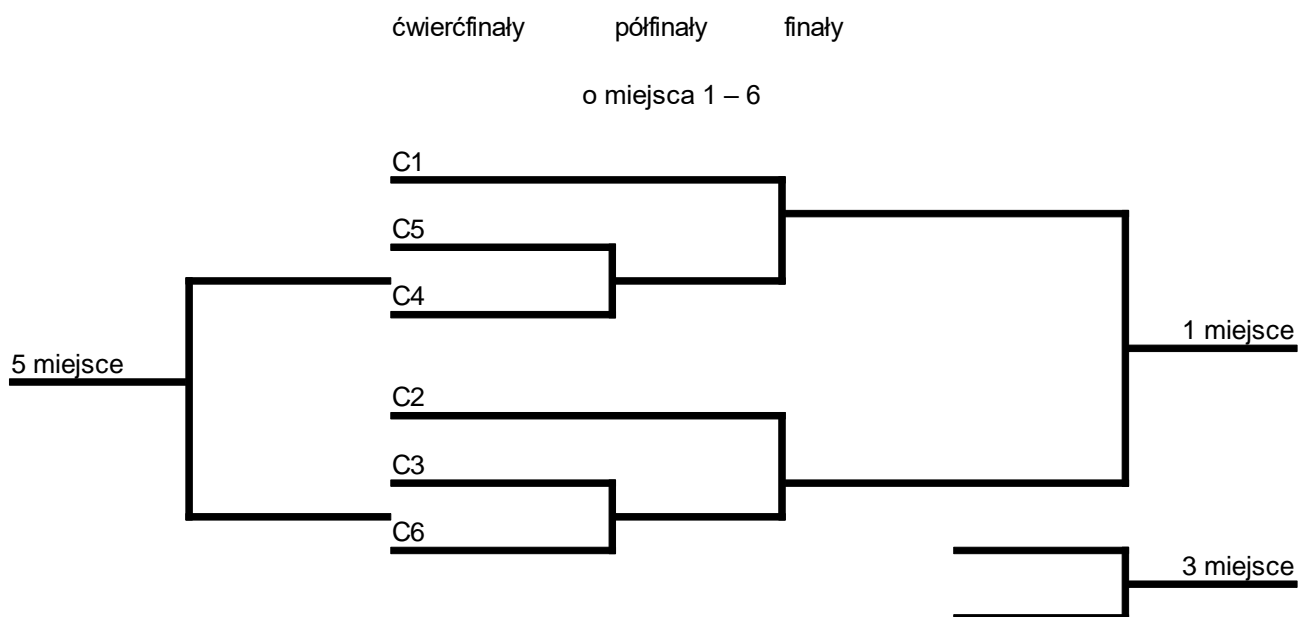 ćwierćfinały półfinały finały
o miejsca 1 – 6
C1
C5
C4
1 miejsce
5 miejsce
C2
C3
C6
3 miejsce